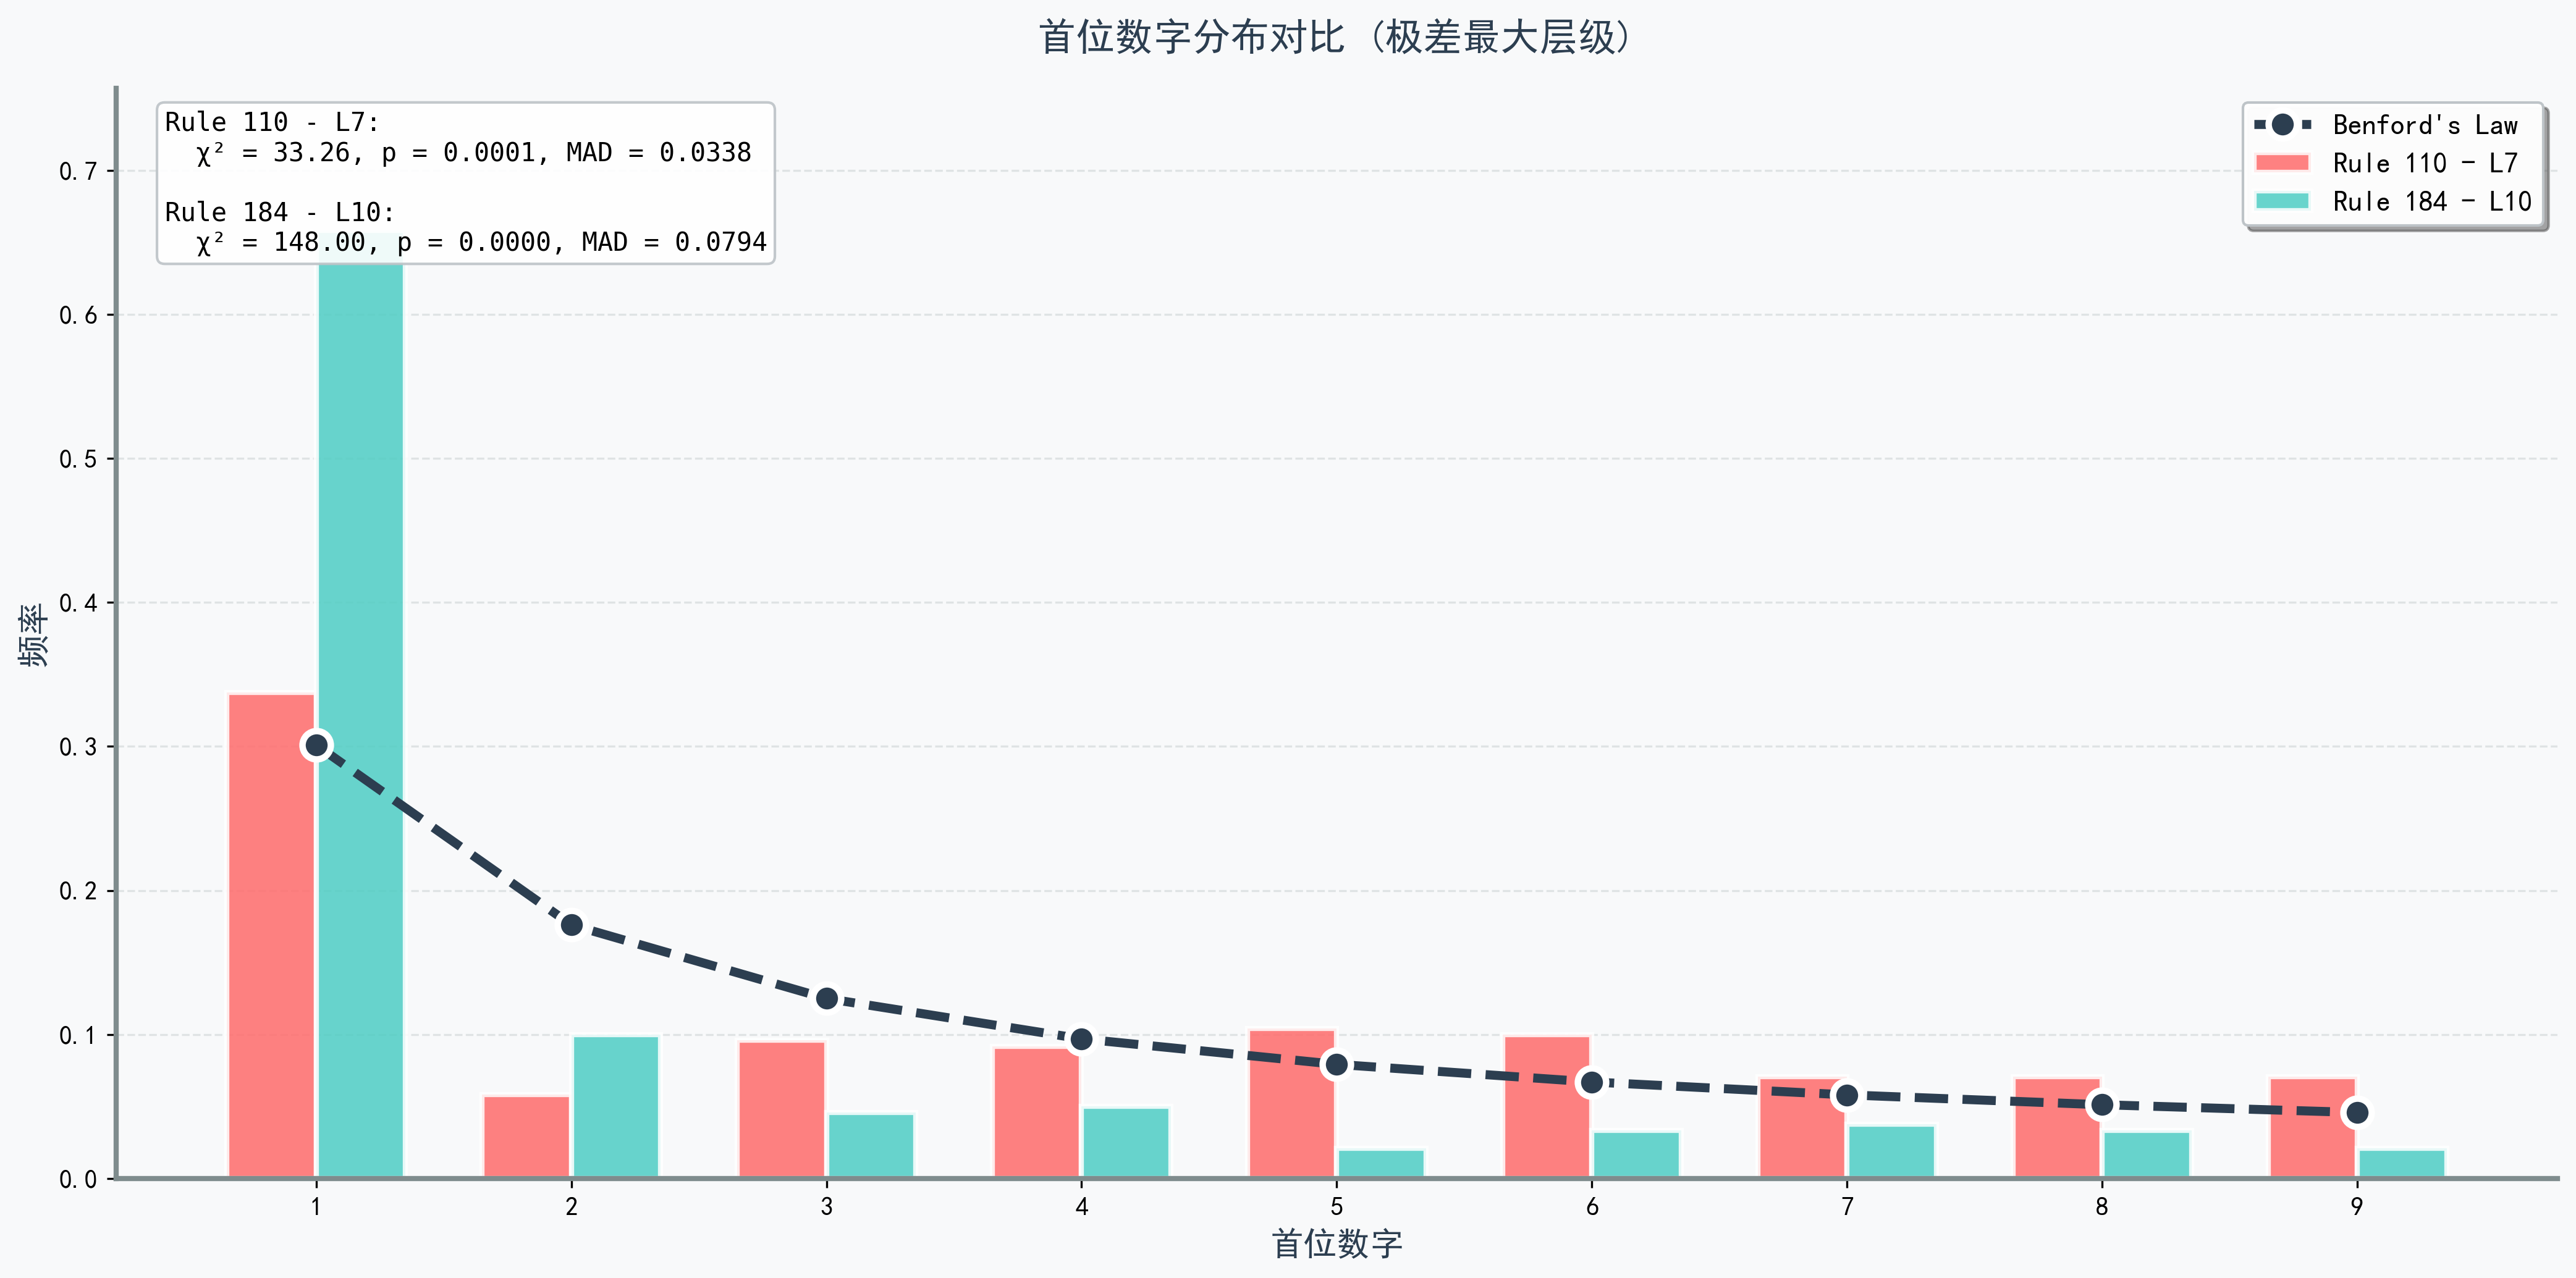 首位数字分布对比 (极差最大层级)
Rule 110 - L7:
χ² = 33.26, p = 0.0001, MAD = 0.0338
Rule 184 - L10:
χ² = 148.00, p = 0.0000, MAD = 0.0794
Benford's Law
Rule 110 - L7
Rule 184 - L10
频率
0.7
0.6
0.5
0.4
0.3
0.2
0.1
0.0
1 2 3 4 5 6 7 8 9
首位数字